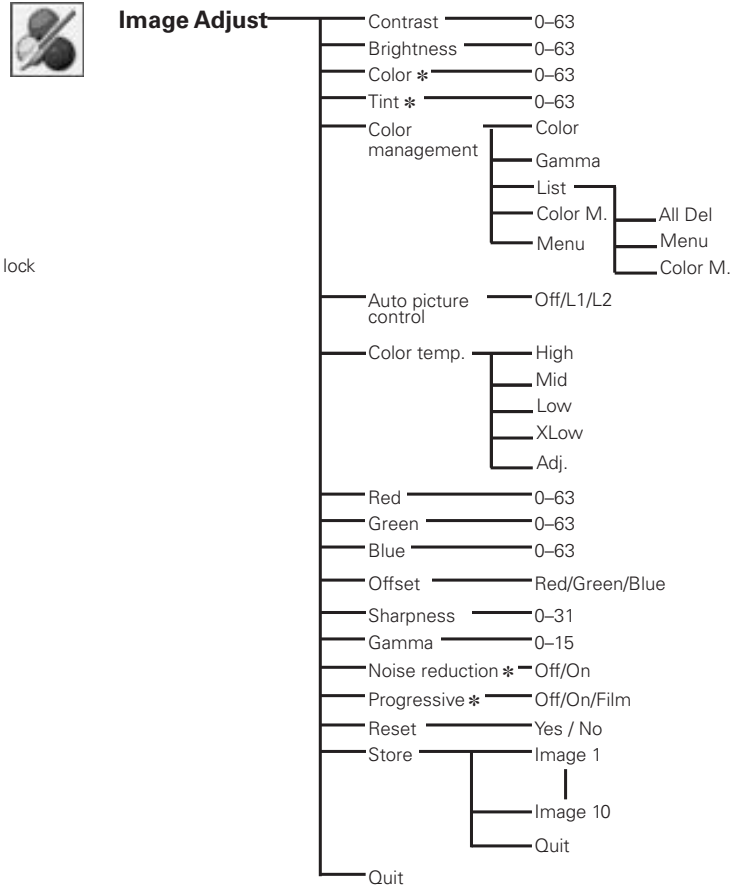 Image Adjust
Contrast 0–63
Brightness 0–63
Color * 0–63
Tint * 0–63
Color management Color
Gamma
List
Color M. All Del
Menu Menu
lock Color M.
Auto picture control Off/L1/L2
Color temp. High
Mid
Low
XLow
Adj.
Red 0–63
Green 0–63
Blue 0–63
Offset Red/Green/Blue
Sharpness 0–31
Gamma 0–15
Noise reduction * Off/On
Progressive * Off/On/Film
Reset Yes / No
Store Image 1
Image 10
Quit
Quit